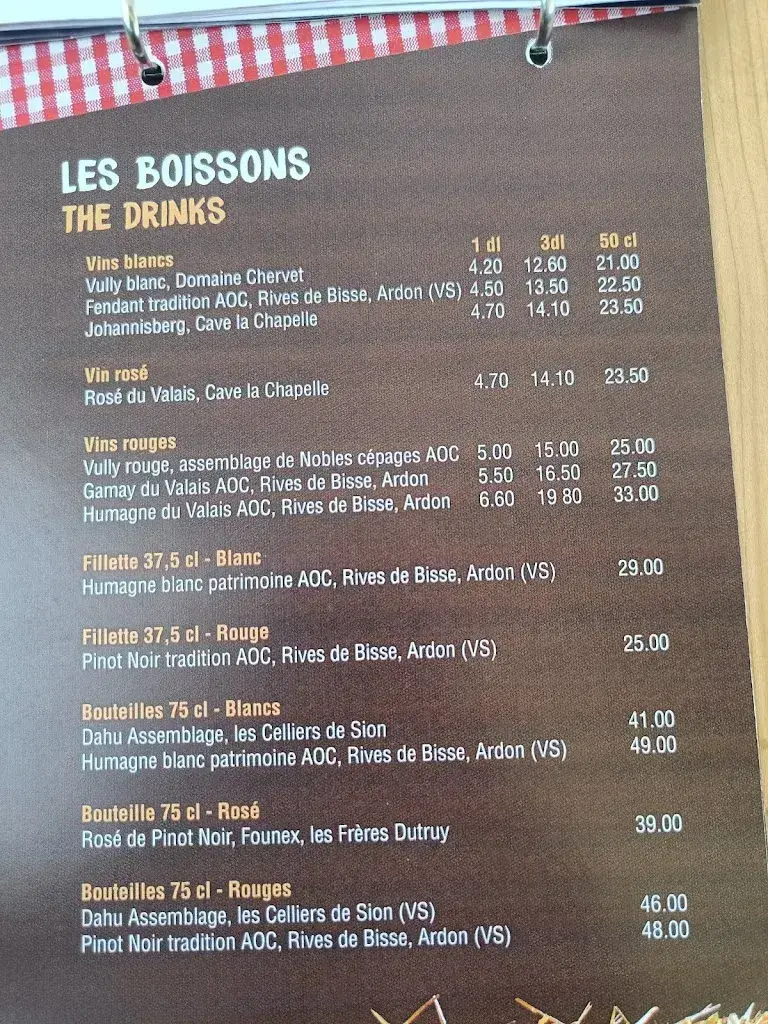 LES BOISSONS
THE DRINKS
Vins blancs 1 dl 3dl 50 cl
Vully blanc, Domaine Chervet 4.20 12.60 21.00
Fendant tradition AOC, Rives de Bisse, Ardon (VS) 4.50 13.50 22.50
Johannisberg, Cave la Chapelle 4.70 14.10 23.50
Vin rosé
Rosé du Valais, Cave la Chapelle 4.70 14.10 23.50
Vins rouges
Vully rouge, assemblage de Nobles cépages AOC 5.00 15.00 25.00
Gamay du Valais AOC, Rives de Bisse, Ardon 5.50 16.50 27.50
Humagne du Valais AOC, Rives de Bisse, Ardon 6.60 19 80 33.00
Fillette 37,5 cl - Blanc
Humagne blanc patrimoine AOC, Rives de Bisse, Ardon (VS) 29.00
Fillette 37,5 cl - Rouge
Pinot Noir tradition AOC, Rives de Bisse, Ardon (VS) 25.00
Bouteilles 75 cl - Blancs
Dahu Assemblage, les Celliers de Sion 41.00
Humagne blanc patrimoine AOC, Rives de Bisse, Ardon (VS) 49.00
Bouteille 75 cl - Rosé
Rosé de Pinot Noir, Founex, les Frères Dutruy 39.00
Bouteilles 75 cl - Rouges
Dahu Assemblage, les Celliers de Sion (VS) 46.00
Pinot Noir tradition AOC, Rives de Bisse, Ardon (VS) 48.00